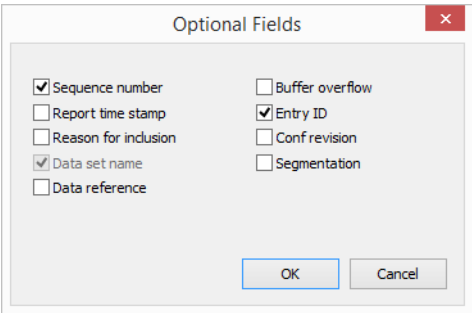 Optional Fields
Sequence number
Report time stamp
Reason for inclusion
Data set name
Data reference
Buffer overflow
Entry ID
Conf revision
Segmentation
OK
Cancel